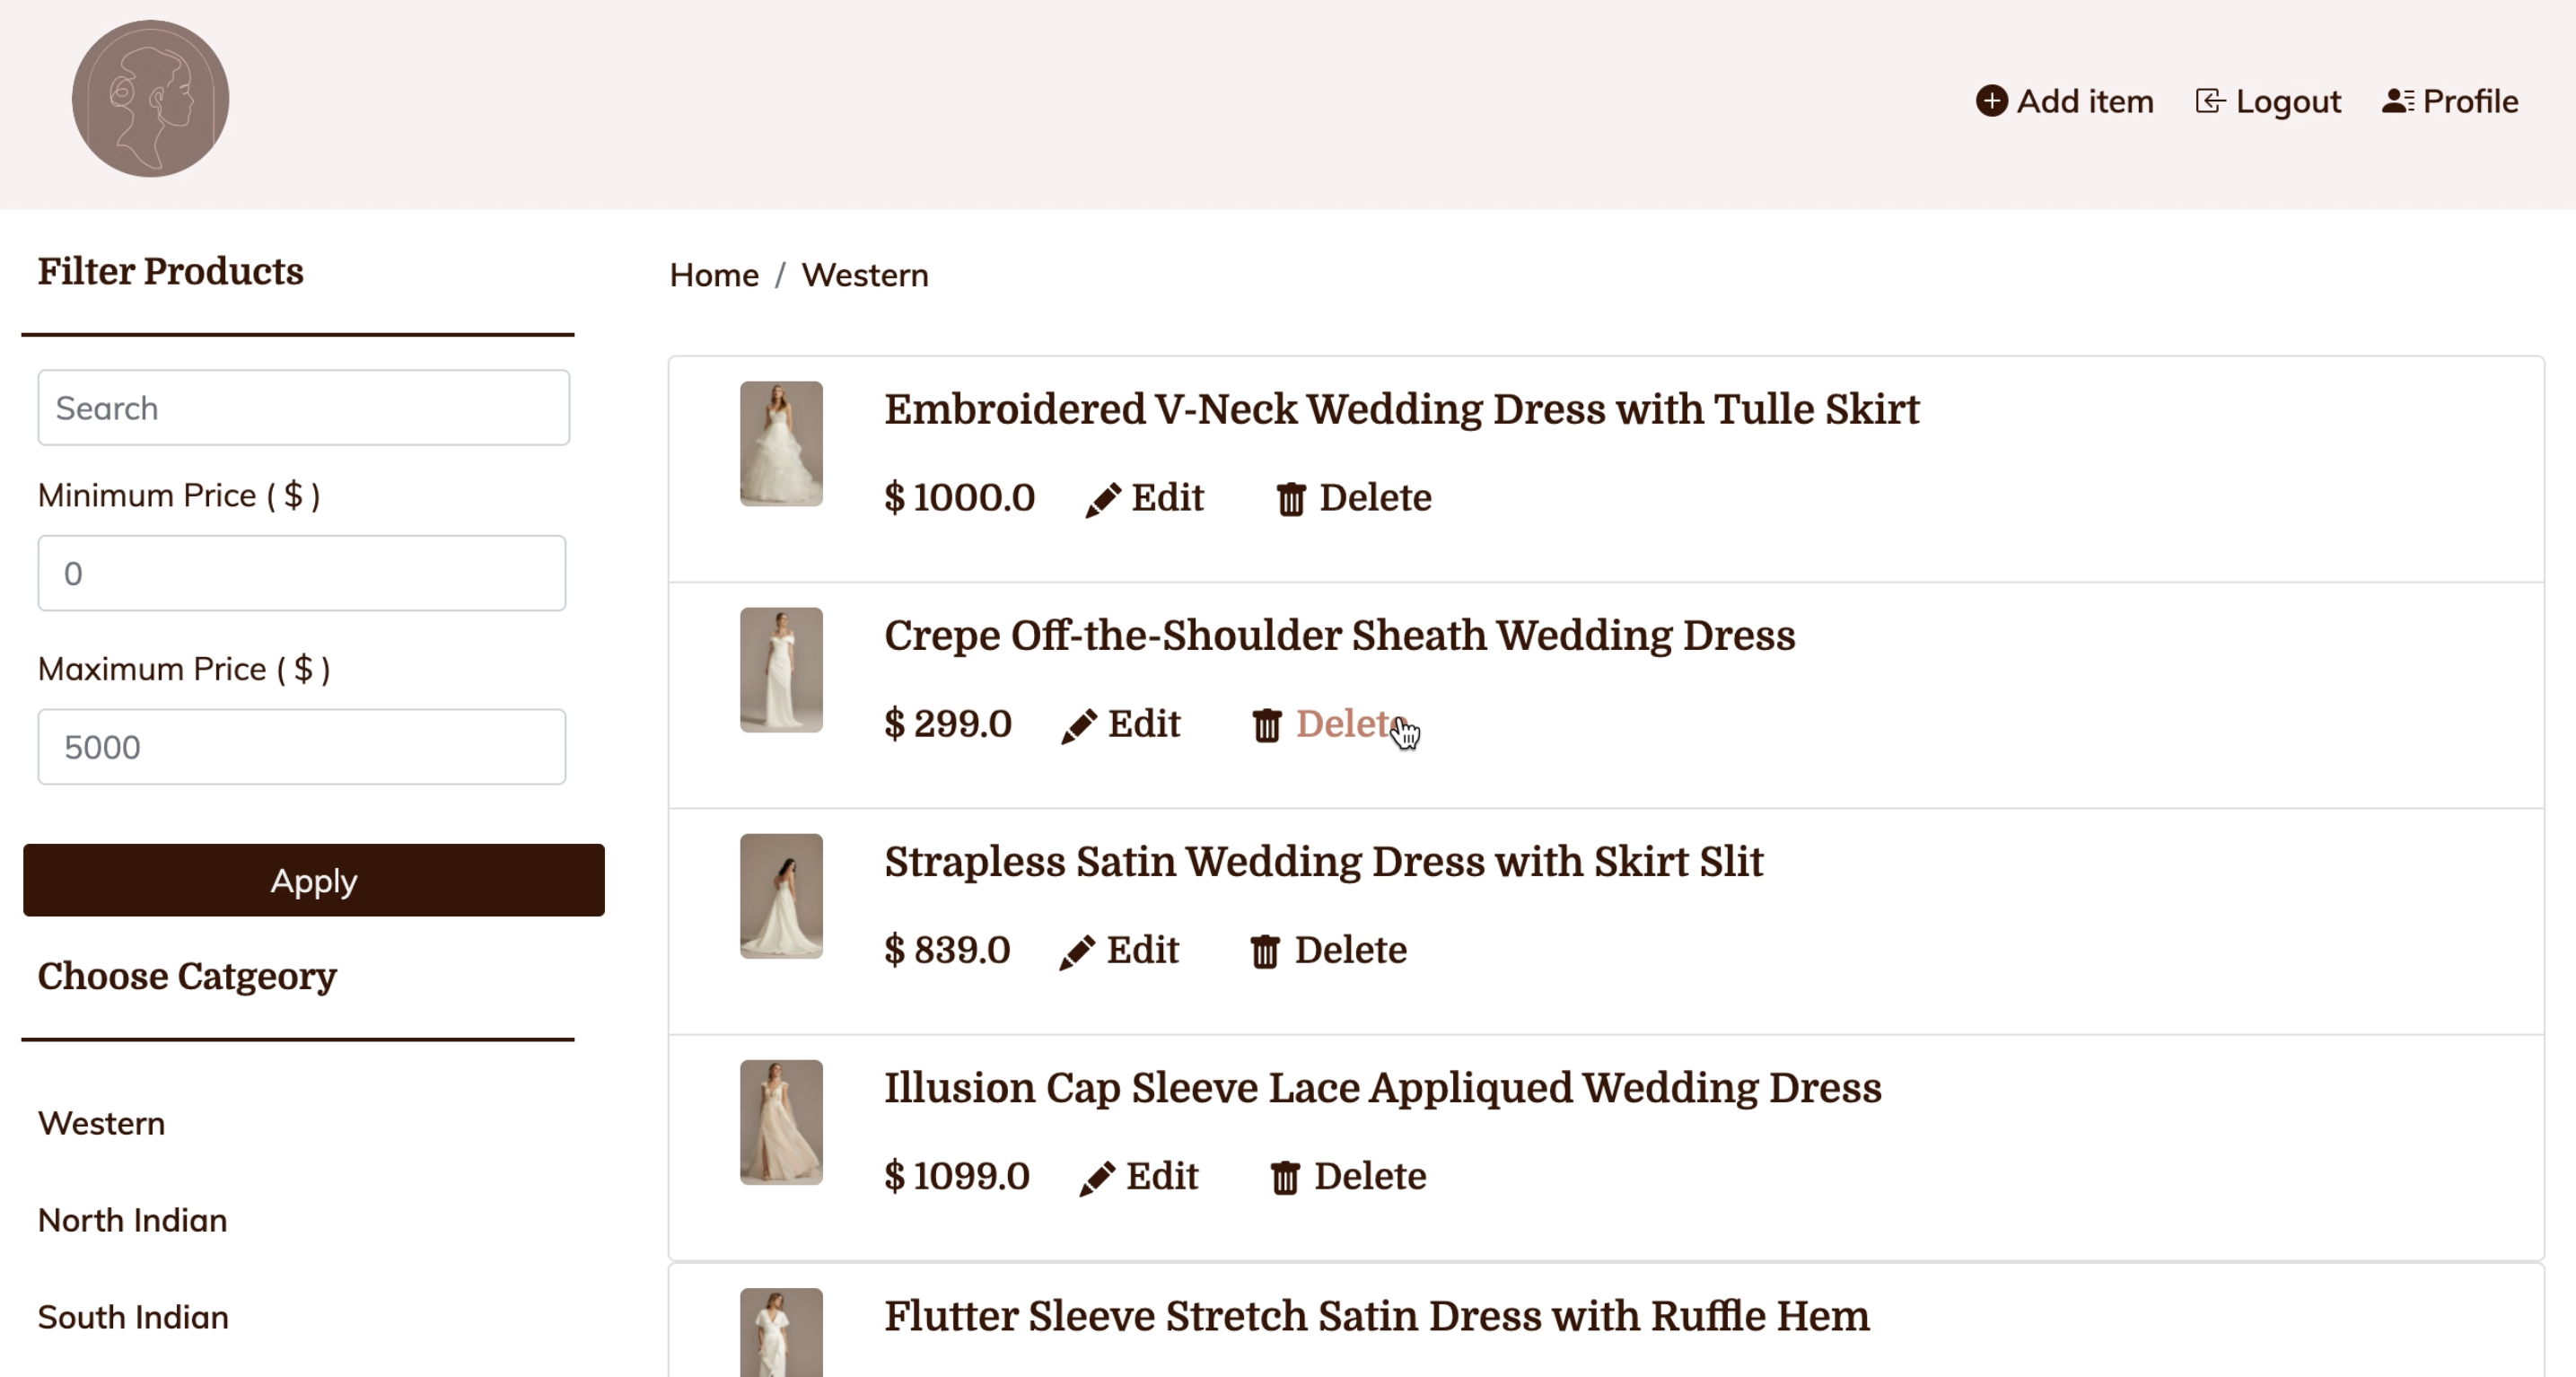 Add item Logout Profile
Filter Products
Search
Minimum Price ( $ )
0
Maximum Price ( $ )
5000
Apply
Choose Catgeory
Western
North Indian
South Indian
Home / Western
Embroidered V-Neck Wedding Dress with Tulle Skirt
$ 1000.0 Edit Delete
Crepe Off-the-Shoulder Sheath Wedding Dress
$ 299.0 Edit Delete
Strapless Satin Wedding Dress with Skirt Slit
$ 839.0 Edit Delete
Illusion Cap Sleeve Lace Appliqued Wedding Dress
$ 1099.0 Edit Delete
Flutter Sleeve Stretch Satin Dress with Ruffle Hem